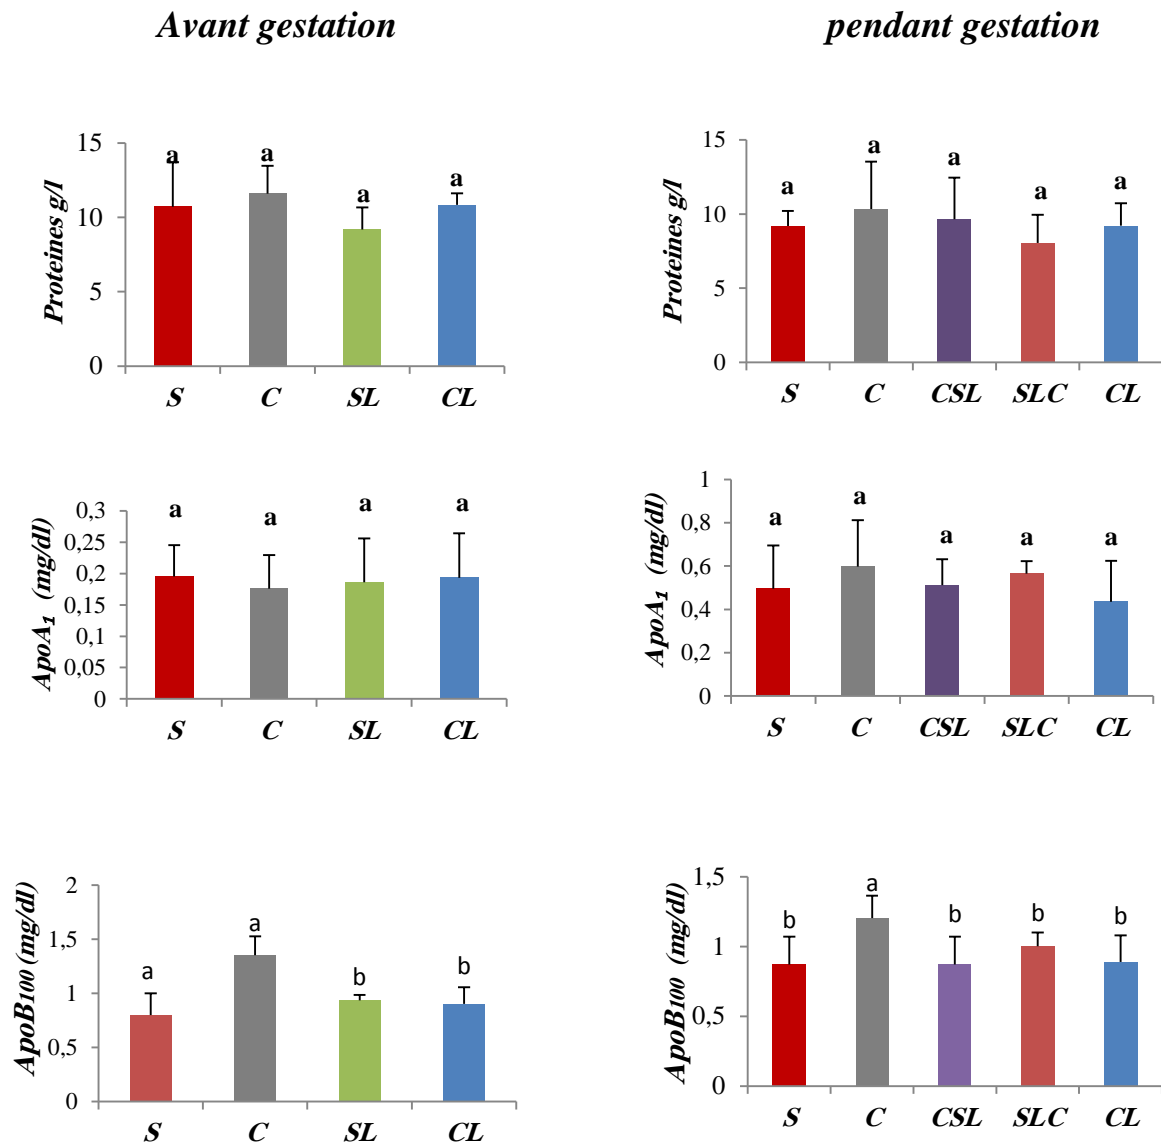 Avant gestation
pendant gestation
Proteines g/l
15
10
5
0
a a a a
S C SL CL
Proteines g/l
15
10
5
0
a a a a a
S C CSL SLC CL
ApoA₁ (mg/dl)
0,3
0,25
0,2
0,15
0,1
0,05
0
a a a a
S C SL CL
ApoA₁ (mg/dl)
1
0,8
0,6
0,4
0,2
0
a a a a a
S C CSL SLC CL
ApoB100 (mg/dl)
2
1,5
1
0,5
0
a a b b
S C SL CL
ApoB100 (mg/dl)
1,5
1
0,5
0
b a b b b
S C CSL SLC CL